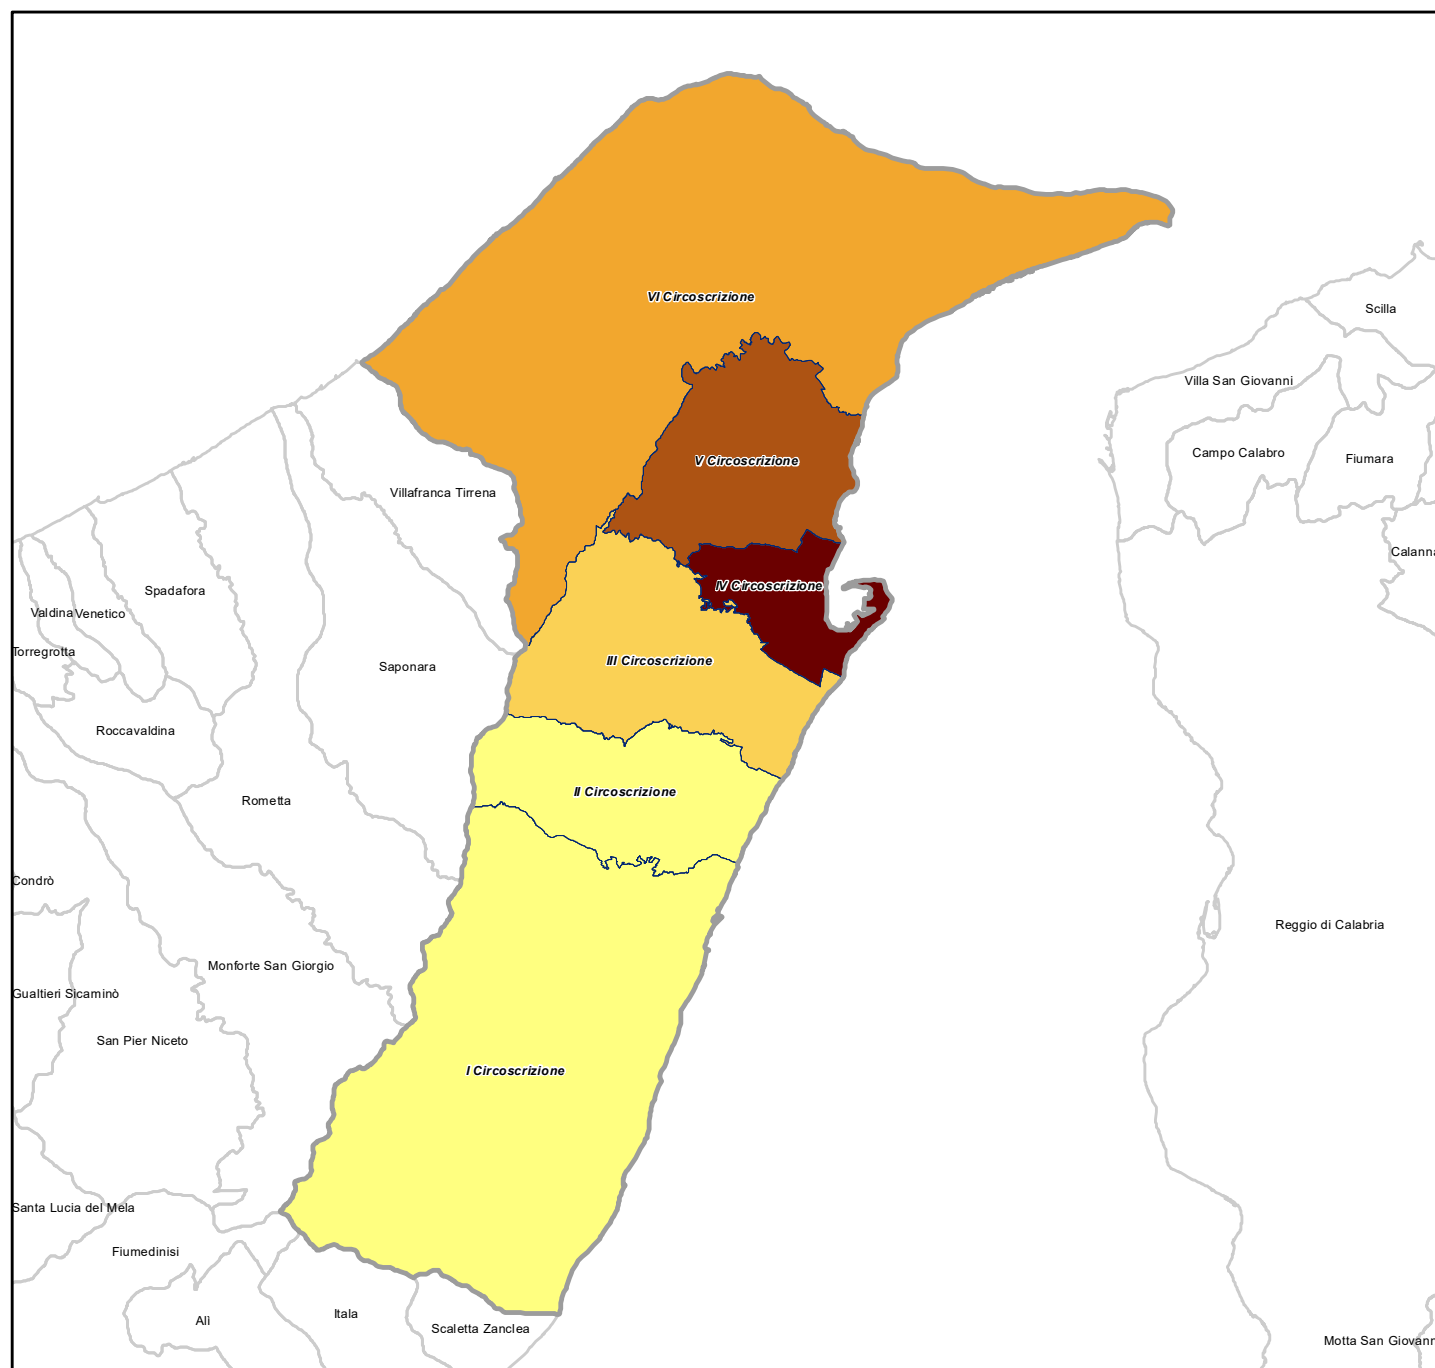 VI Circoscrizione
Scilla
Villa San Giovanni
V Circoscrizione
Campo Calabro
Fiumara
Villafranca Tirrena
Calanna
IV Circoscrizione
Spadafora
Valdina
Venetico
Torregrotta
III Circoscrizione
Saponara
Roccavaldina
II Circoscrizione
Rometta
Condrò
Reggio di Calabria
Monforte San Giorgio
Gualtieri Sicaminò
San Pier Niceto
I Circoscrizione
Santa Lucia del Mela
Fiumedinisi
Itala
Alì
Scaletta Zanclea
Motta San Giovann